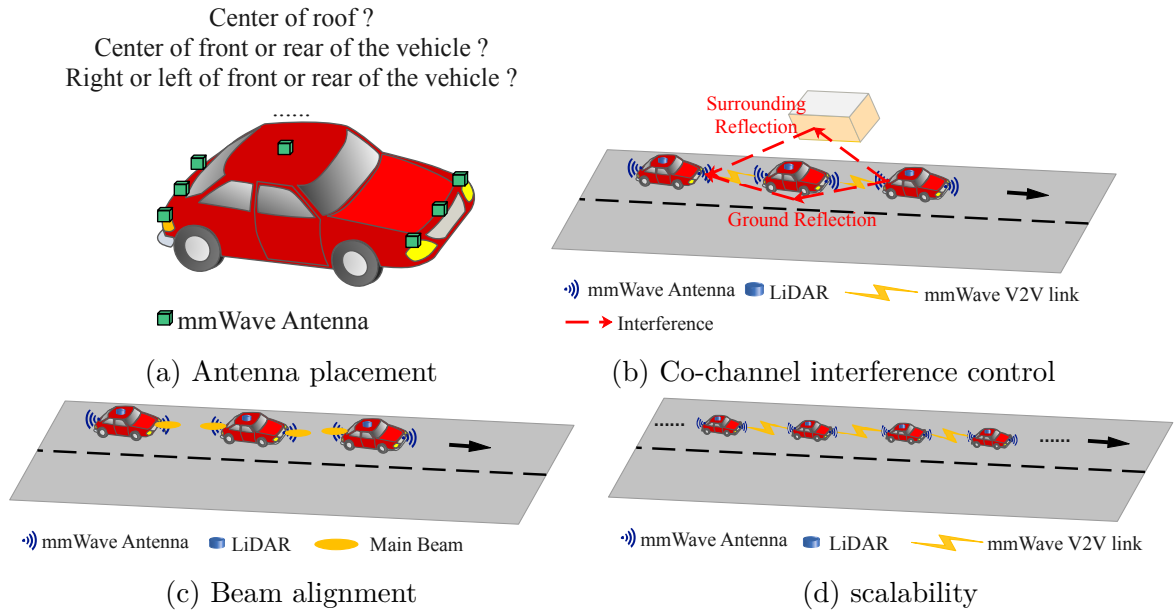 Center of roof ?
Center of front or rear of the vehicle ?
Right or left of front or rear of the vehicle ?
......
mmWave Antenna
(a) Antenna placement
Surrounding
Reflection
Ground Reflection
mmWave Antenna LiDAR mmWave V2V link
Interference
(b) Co-channel interference control
mmWave Antenna LiDAR Main Beam
(c) Beam alignment
...... ......
mmWave Antenna LiDAR mmWave V2V link
(d) scalability